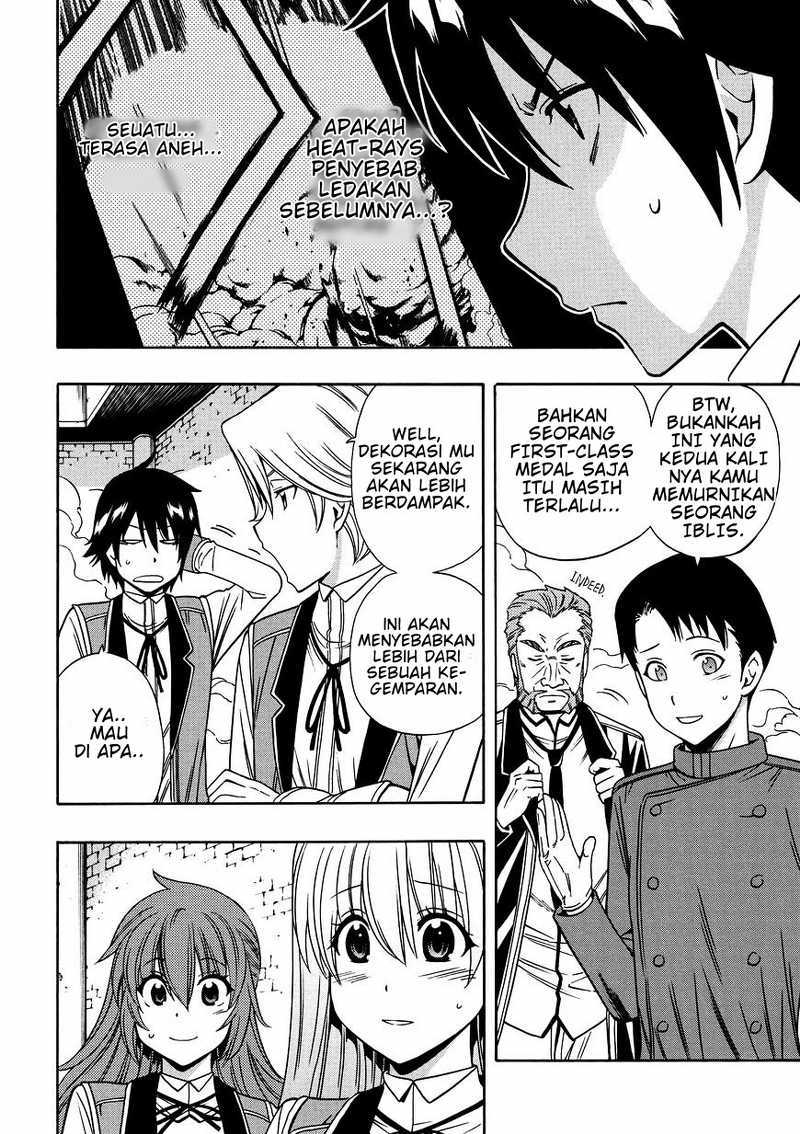 APAKAH
HEAT-RAYS
PENYEBAB
LEDAKAN
SEBELUMNYA...?
SEUATU...
TERASA ANEH...
BTW,
BUKANKAH
INI YANG
KEDUA KALI
NYA KAMU
MEMURNIKAN
SEORANG
IBLIS.
BAHKAN
SEORANG
FIRST-CLASS
MEDAL SAJA
ITU MASIH
TERLALU...
INDEED.
WELL,
DEKORASI MU
SEKARANG
AKAN LEBIH
BERDAMPAK.
INI AKAN
MENYEBABKAN
LEBIH DARI
SEBUAH KE-
GEMPARAN.
YA..
MAU
DI APA..